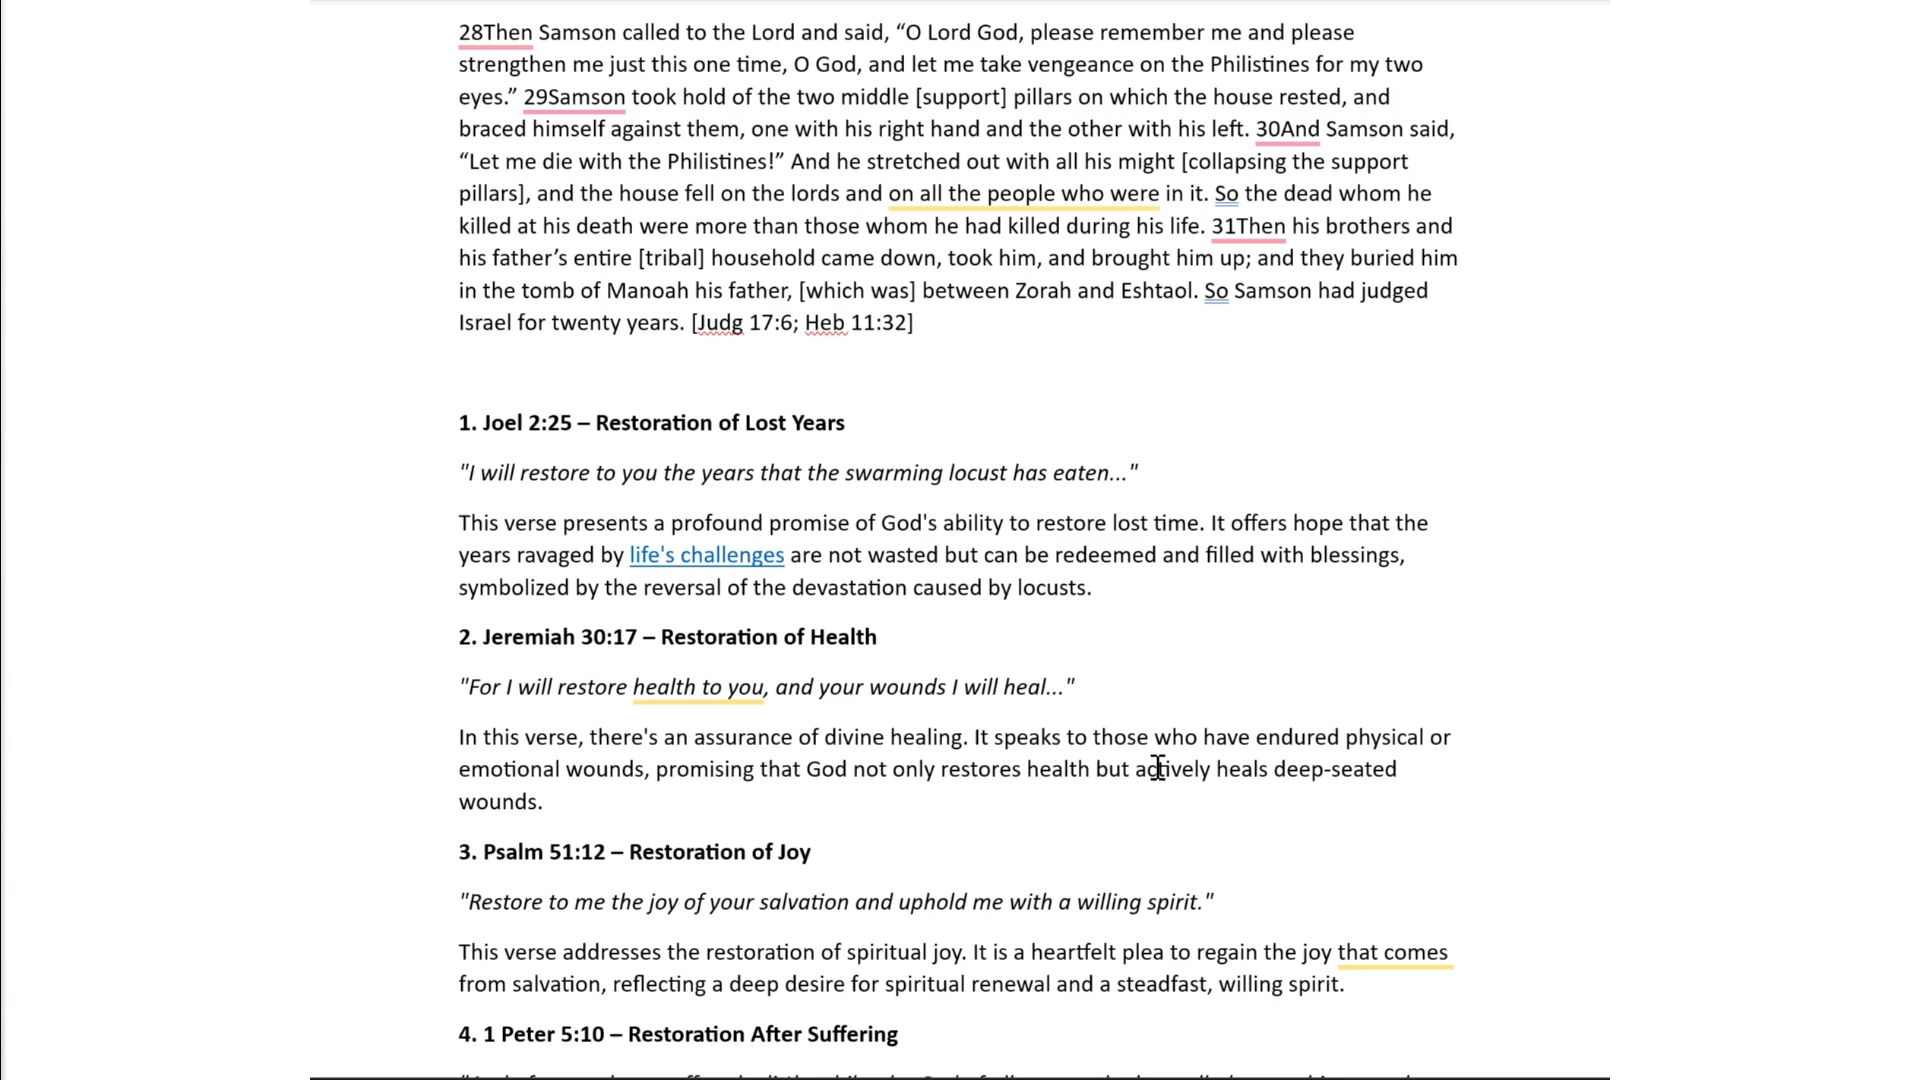 28Then Samson called to the Lord and said, “O Lord God, please remember me and please
strengthen me just this one time, O God, and let me take vengeance on the Philistines for my two
eyes.” 29Samson took hold of the two middle [support] pillars on which the house rested, and
braced himself against them, one with his right hand and the other with his left. 30And Samson said,
“Let me die with the Philistines!” And he stretched out with all his might [collapsing the support
pillars], and the house fell on the lords and on all the people who were in it. So the dead whom he
killed at his death were more than those whom he had killed during his life. 31Then his brothers and
his father’s entire [tribal] household came down, took him, and brought him up; and they buried him
in the tomb of Manoah his father, [which was] between Zorah and Eshtaol. So Samson had judged
Israel for twenty years. [Judg 17:6; Heb 11:32]
1. Joel 2:25 – Restoration of Lost Years
"I will restore to you the years that the swarming locust has eaten..."
This verse presents a profound promise of God's ability to restore lost time. It offers hope that the
years ravaged by life's challenges are not wasted but can be redeemed and filled with blessings,
symbolized by the reversal of the devastation caused by locusts.
2. Jeremiah 30:17 – Restoration of Health
"For I will restore health to you, and your wounds I will heal..."
In this verse, there's an assurance of divine healing. It speaks to those who have endured physical or
emotional wounds, promising that God not only restores health but actively heals deep-seated
wounds.
3. Psalm 51:12 – Restoration of Joy
"Restore to me the joy of your salvation and uphold me with a willing spirit."
This verse addresses the restoration of spiritual joy. It is a heartfelt plea to regain the joy that comes
from salvation, reflecting a deep desire for spiritual renewal and a steadfast, willing spirit.
4. 1 Peter 5:10 – Restoration After Suffering